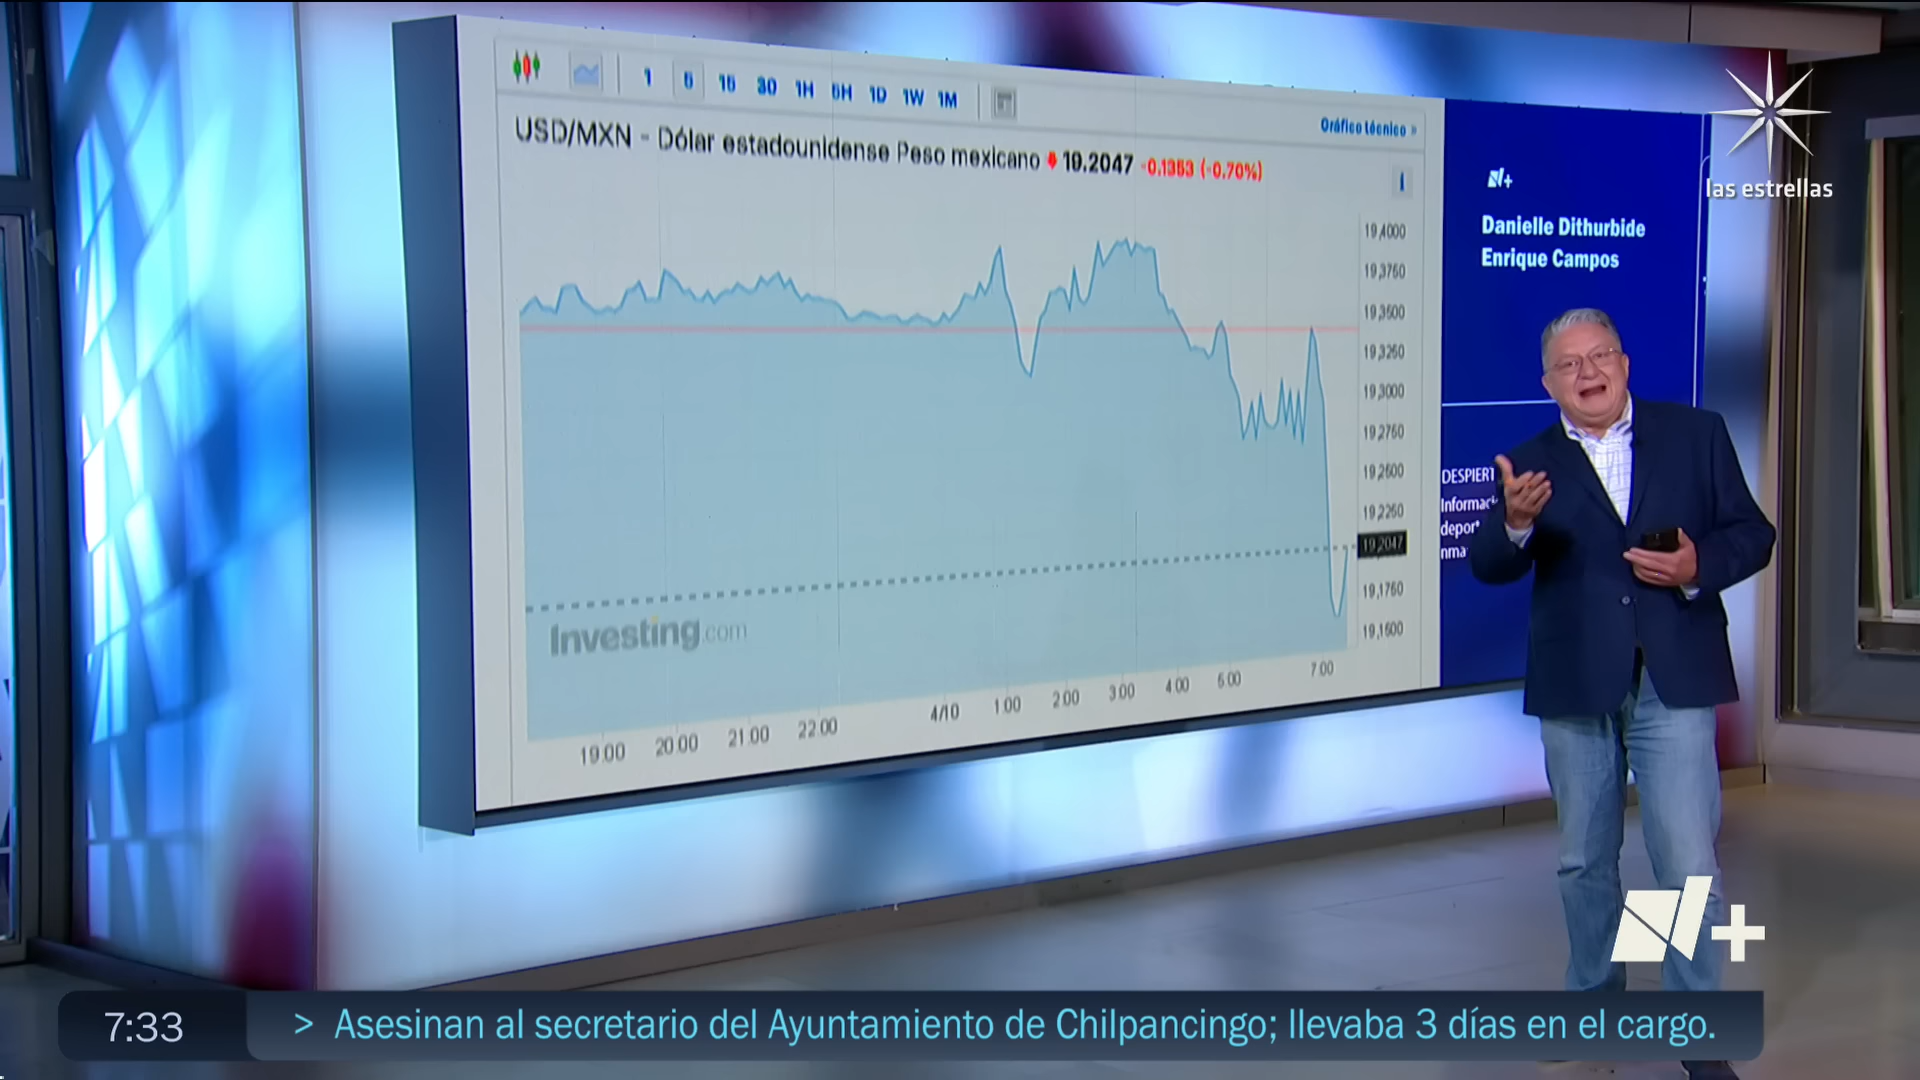 1 5 15 30 1H 5H 1D 1W 1M
Gráfico técnico »
USD/MXN - Dólar estadounidense Peso mexicano 19.2047 -0.1353 (-0.70%)
19,4000
19,3750
19,3500
19,3250
19,3000
19,2750
19,2500
19,2250
19,2047
19,1750
19,1500
Investing.com
19:00 20:00 21:00 22:00 4/10 1:00 2:00 3:00 4:00 5:00 7:00
N+
Danielle Dithurbide
Enrique Campos
DESPIERT
Informaci
deport
nma
las estrellas
N+
7:33 > Asesinan al secretario del Ayuntamiento de Chilpancingo; llevaba 3 días en el cargo.